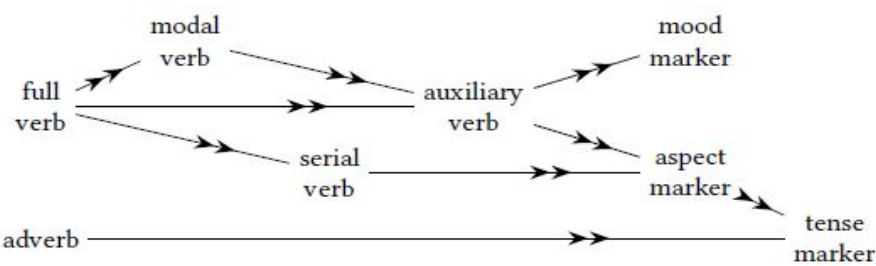 modal
verb
mood
marker
full
verb
auxiliary
verb
serial
verb
aspect
marker
adverb
tense
marker